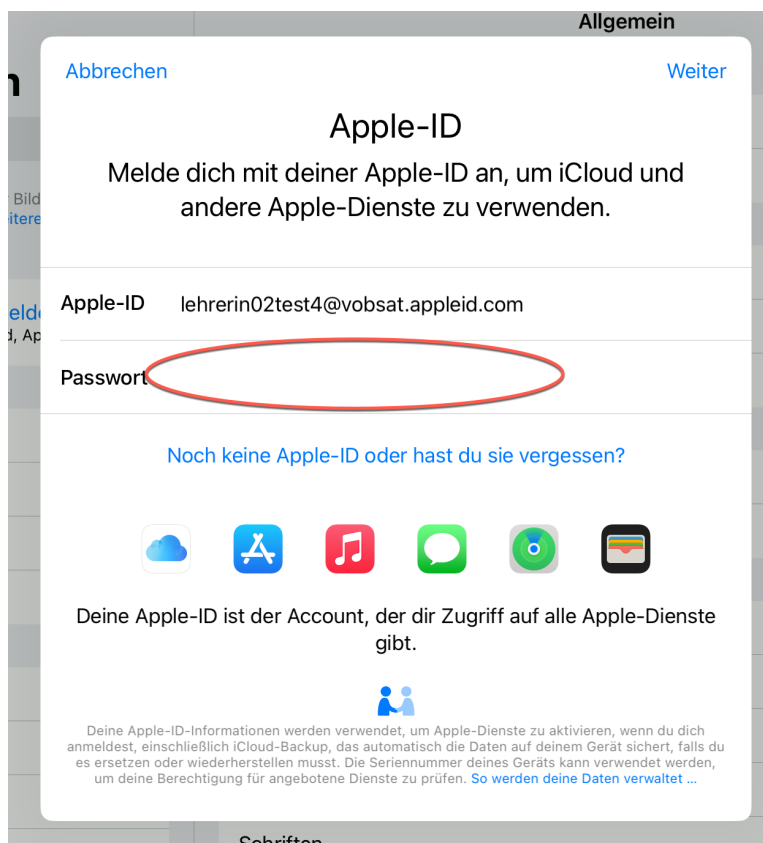 Allgemein
Abbrechen
Weiter
Apple-ID
Melde dich mit deiner Apple-ID an, um iCloud und
andere Apple-Dienste zu verwenden.
Apple-ID
lehrerin02test4@vobsat.appleid.com
Passwort
Noch keine Apple-ID oder hast du sie vergessen?
Deine Apple-ID ist der Account, der dir Zugriff auf alle Apple-Dienste
gibt.
Deine Apple-ID-Informationen werden verwendet, um Apple-Dienste zu aktivieren, wenn du dich
anmeldest, einschließlich iCloud-Backup, das automatisch die Daten auf deinem Gerät sichert, falls du
es ersetzen oder wiederherstellen musst. Die Seriennummer deines Geräts kann verwendet werden,
um deine Berechtigung für angebotene Dienste zu prüfen. So werden deine Daten verwaltet ...